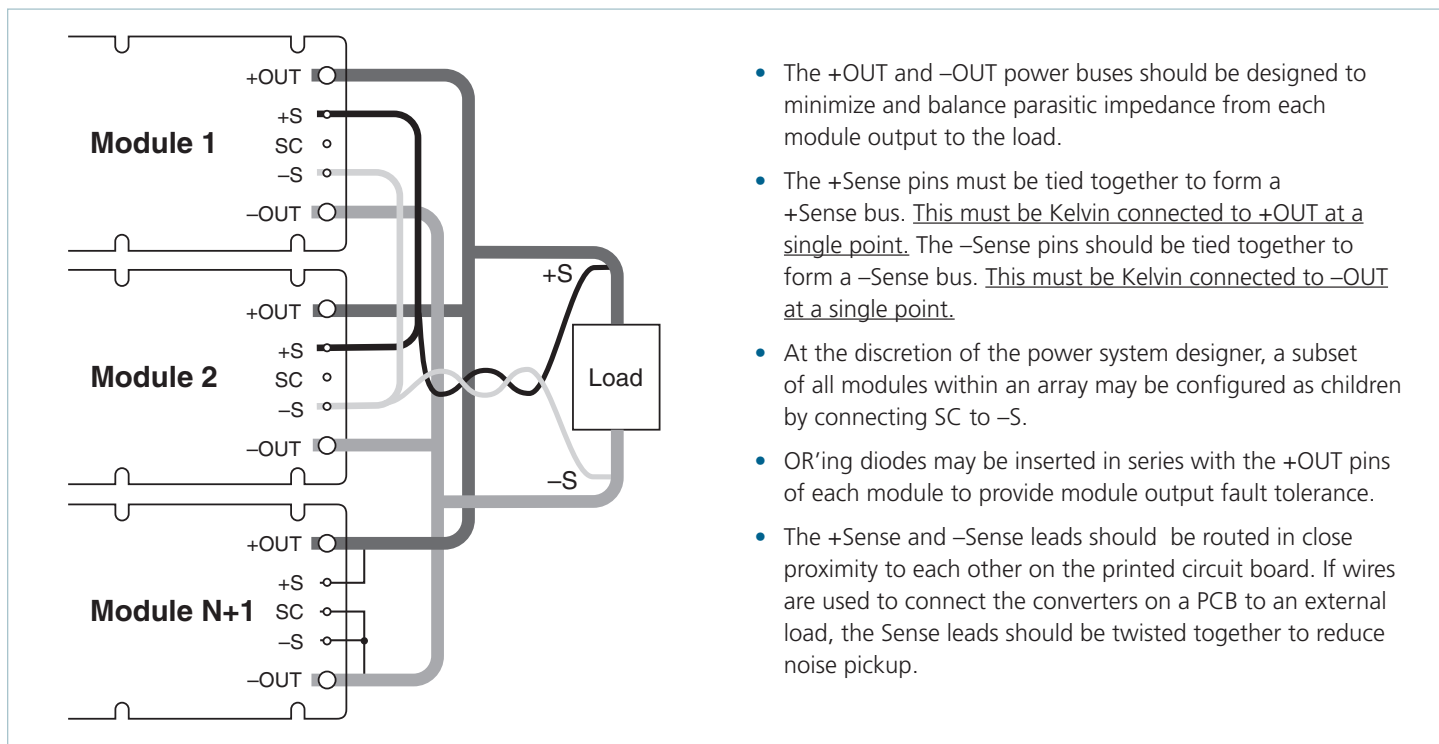 +OUT
+S
Module 1
SC
–S
–OUT
+OUT
+S
Module 2
SC
–S
–OUT
+OUT
+S
Module N+1
SC
–S
–OUT
+S
Load
–S
• The +OUT and –OUT power buses should be designed to
minimize and balance parasitic impedance from each
module output to the load.
• The +Sense pins must be tied together to form a
+Sense bus. This must be Kelvin connected to +OUT at a
single point. The –Sense pins should be tied together to
form a –Sense bus. This must be Kelvin connected to –OUT
at a single point.
• At the discretion of the power system designer, a subset
of all modules within an array may be configured as children
by connecting SC to –S.
• OR'ing diodes may be inserted in series with the +OUT pins
of each module to provide module output fault tolerance.
• The +Sense and –Sense leads should be routed in close
proximity to each other on the printed circuit board. If wires
are used to connect the converters on a PCB to an external
load, the Sense leads should be twisted together to reduce
noise pickup.